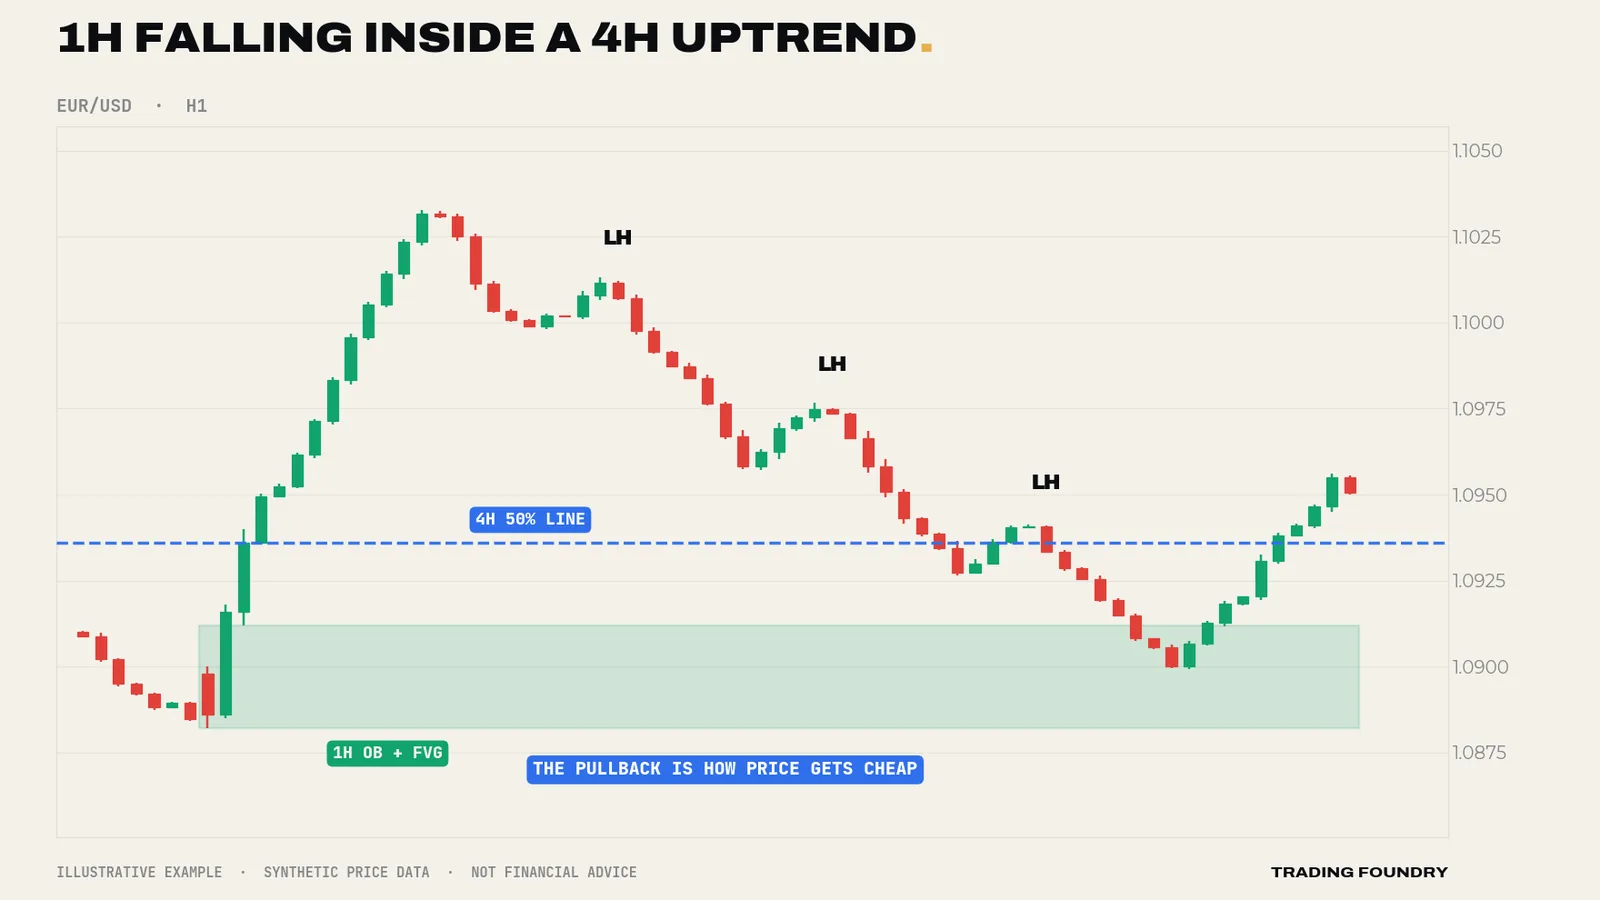 1H FALLING INSIDE A 4H UPTREND.
EUR/USD · H1
1.1050
LH
1.1025
1.1000
LH
1.0975
LH
1.0950
4H 50% LINE
1.0925
1.0900
1H OB + FVG
1.0875
THE PULLBACK IS HOW PRICE GETS CHEAP
ILLUSTRATIVE EXAMPLE · SYNTHETIC PRICE DATA · NOT FINANCIAL ADVICE
TRADING FOUNDRY